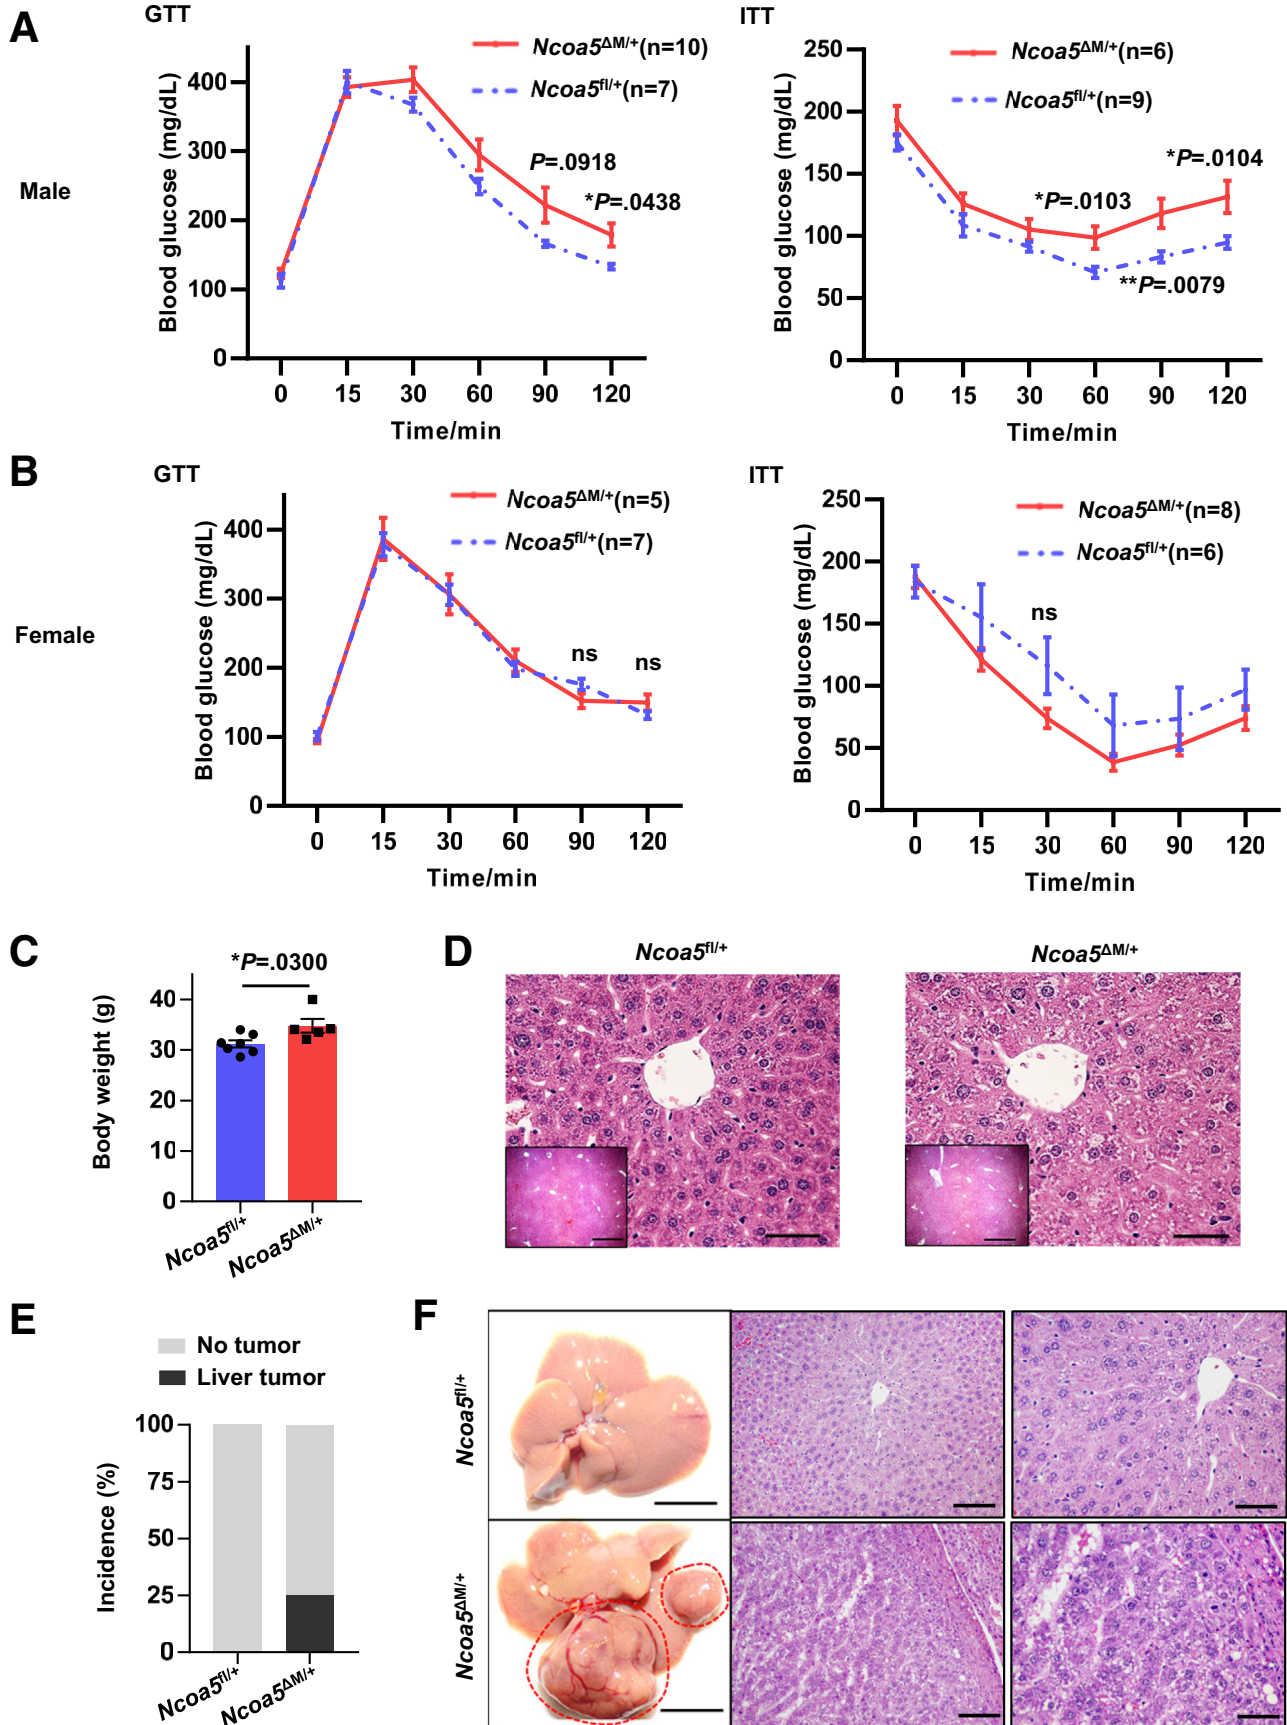 A
GTT
Ncoa5ΔM/+(n=10)
Ncoa5fl/+(n=7)
Male
Blood glucose (mg/dL)
400
300
200
100
0
P=.0918
*P=.0438
0 15 30 60 90 120
Time/min
ITT
Ncoa5ΔM/+(n=6)
Ncoa5fl/+(n=9)
Blood glucose (mg/dL)
250
200
150
100
50
0
*P=.0104
*P=.0103
**P=.0079
0 15 30 60 90 120
Time/min
B
GTT
Ncoa5ΔM/+(n=5)
Ncoa5fl/+(n=7)
Female
Blood glucose (mg/dL)
400
300
200
100
0
ns
ns
0 15 30 60 90 120
Time/min
ITT
Ncoa5ΔM/+(n=8)
Ncoa5fl/+(n=6)
Blood glucose (mg/dL)
250
200
150
100
50
0
ns
0 15 30 60 90 120
Time/min
C
*P=.0300
Body weight (g)
40
30
20
10
0
Ncoa5fl/+
Ncoa5ΔM/+
D
Ncoa5fl/+
Ncoa5ΔM/+
E
No tumor
Liver tumor
Incidence (%)
100
75
50
25
0
Ncoa5fl/+
Ncoa5ΔM/+
F
Ncoa5fl/+
Ncoa5ΔM/+